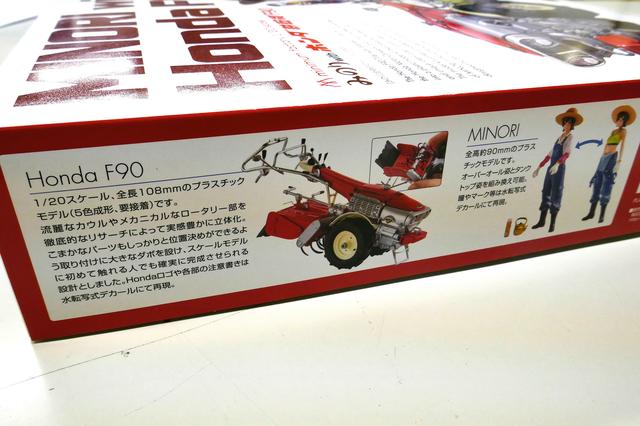 MINORI
Honda F
ホンダ
Honda F90
1/20スケール、全長108mmのプラスチック
モデル(5色成形、要接着)です。
流麗なカウルやメカニカルなロータリー部を
徹底的なリサーチによって実感豊かに立体化。
こまかなパーツもしっかりと位置決めができるよ
う取り付けに大きなダボを設け、スケールモデル
に初めて触れる人でも確実に完成させられる
設計としました。Hondaロゴや各部の注意書きは
水転写式デカールにて再現。
MINORI
全高約90mmのプラス
チックモデルです。
オーバーオール姿とタンク
トップ姿を組み換え可能。
瞳やマーク等は水転写式
デカールにて再現。